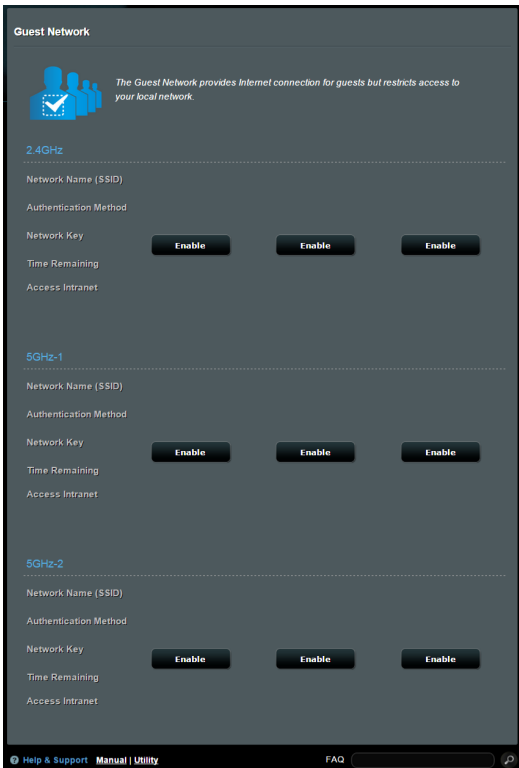 Guest Network
The Guest Network provides Internet connection for guests but restricts access to
your local network.
2.4GHz
Network Name (SSID)
Authentication Method
Network Key
Enable Enable Enable
Time Remaining
Access Intranet
5GHz-1
Network Name (SSID)
Authentication Method
Network Key
Enable Enable Enable
Time Remaining
Access Intranet
5GHz-2
Network Name (SSID)
Authentication Method
Network Key
Enable Enable Enable
Time Remaining
Access Intranet
Help & Support Manual | Utility FAQ